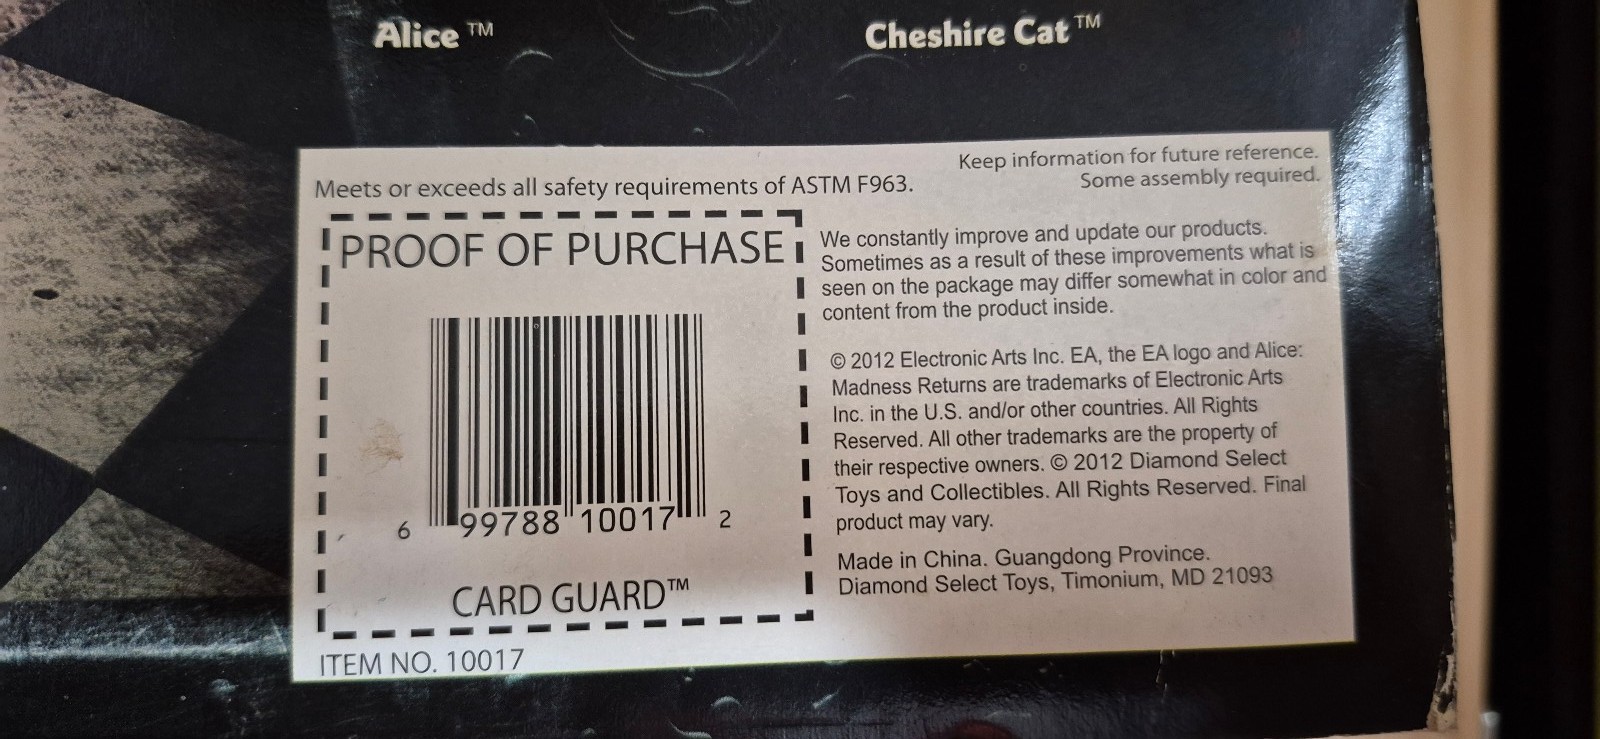 Alice ™
Cheshire Cat ™
Keep information for future reference.
Meets or exceeds all safety requirements of ASTM F963.
Some assembly required.
PROOF OF PURCHASE
6 99788 10017 2
CARD GUARD™
ITEM NO. 10017
We constantly improve and update our products.
Sometimes as a result of these improvements what is
seen on the package may differ somewhat in color and
content from the product inside.
© 2012 Electronic Arts Inc. EA, the EA logo and Alice:
Madness Returns are trademarks of Electronic Arts
Inc. in the U.S. and/or other countries. All Rights
Reserved. All other trademarks are the property of
their respective owners. © 2012 Diamond Select
Toys and Collectibles. All Rights Reserved. Final
product may vary.
Made in China. Guangdong Province.
Diamond Select Toys, Timonium, MD 21093